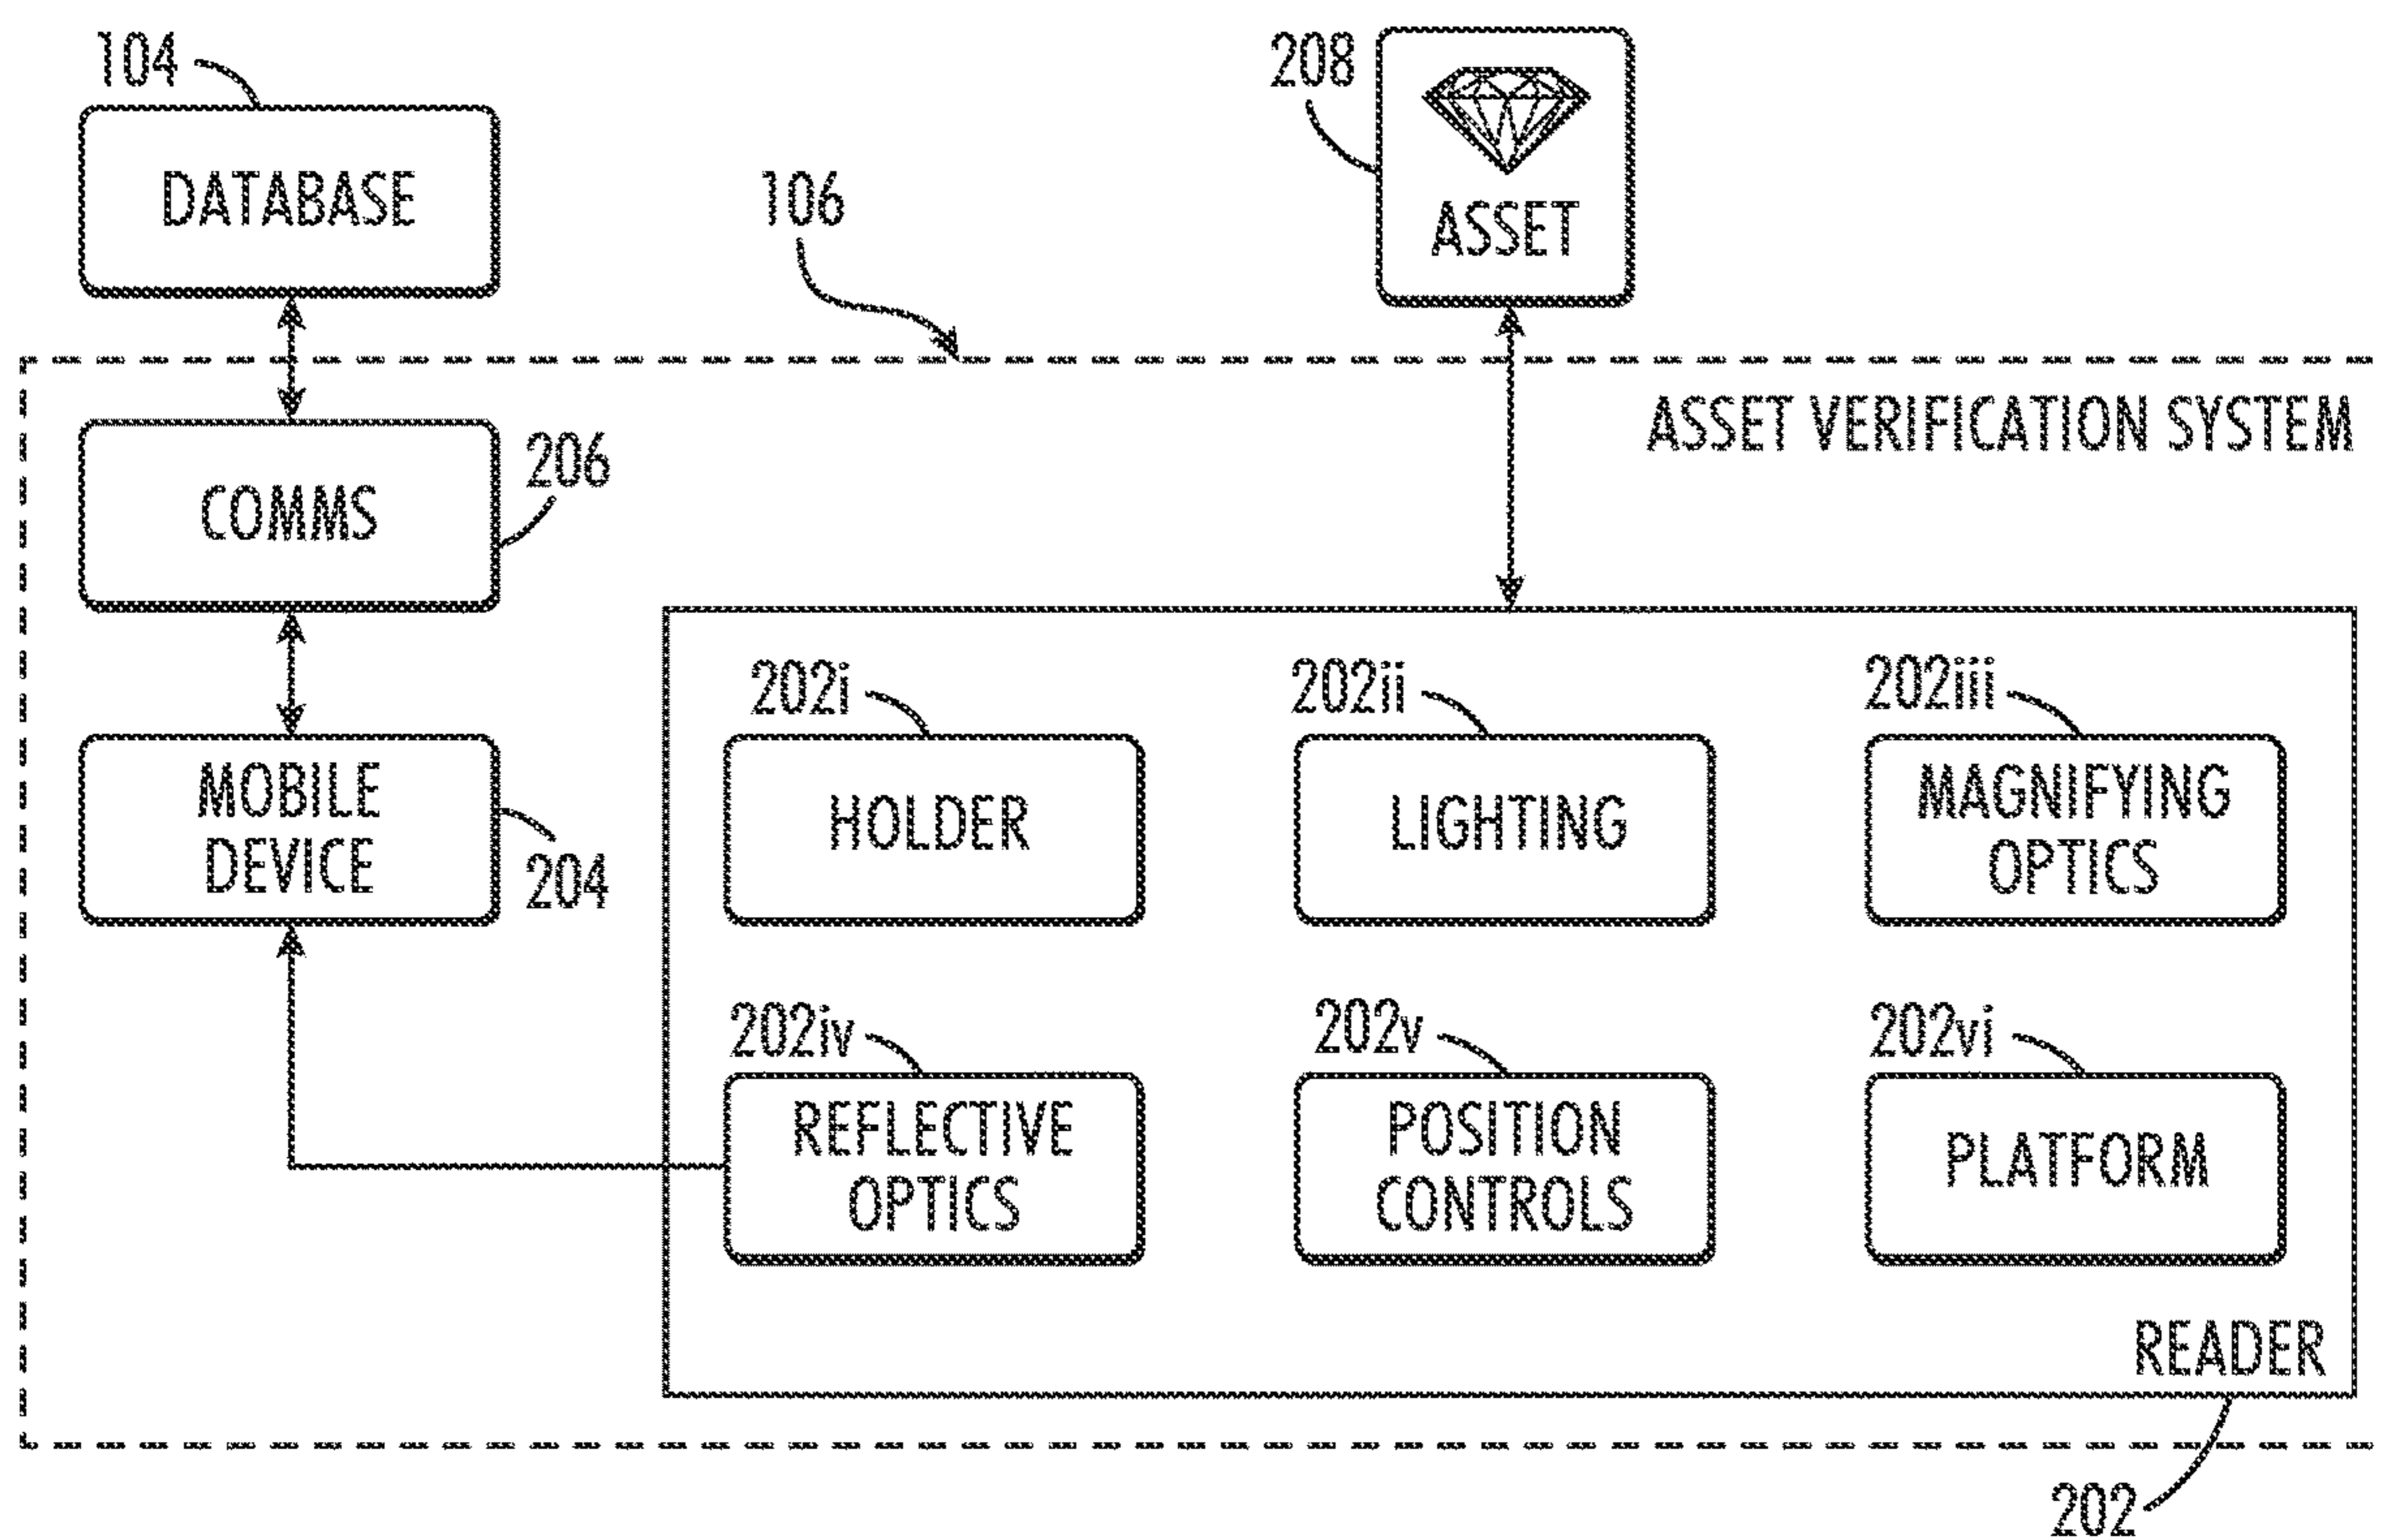 104
DATABASE
208
ASSET
106
ASSET VERIFICATION SYSTEM
COMMS
206
MOBILE
DEVICE
204
202i
HOLDER
202ii
LIGHTING
202iii
MAGNIFYING
OPTICS
202iv
REFLECTIVE
OPTICS
202v
POSITION
CONTROLS
202vi
PLATFORM
READER
202